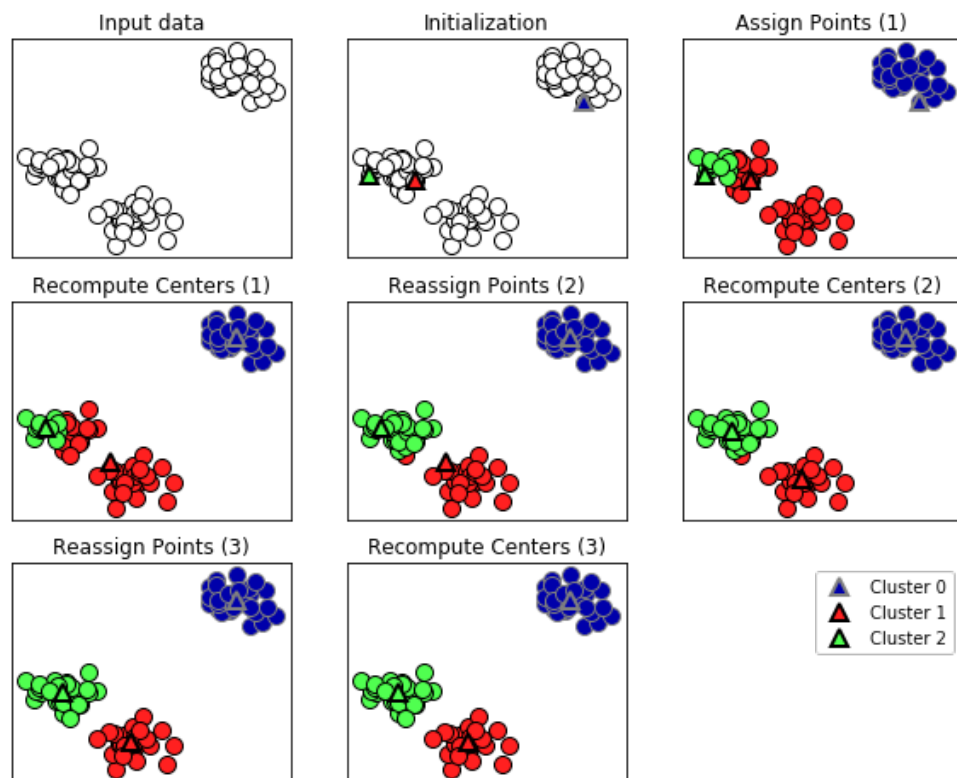 Input data
Initialization
Assign Points (1)
Recompute Centers (1)
Reassign Points (2)
Recompute Centers (2)
Reassign Points (3)
Recompute Centers (3)
Cluster 0
Cluster 1
Cluster 2